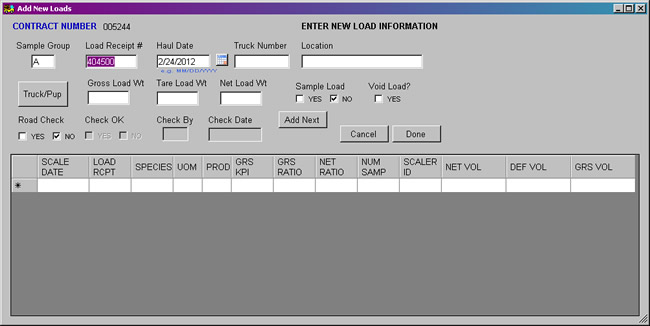 Add New Loads
CONTRACT NUMBER 005244 ENTER NEW LOAD INFORMATION
Sample Group Load Receipt # Haul Date Truck Number Location
A 404500 2/24/2012
e.g. MM/DD/YYYY
Truck/Pup Gross Load Wt Tare Load Wt Net Load Wt Sample Load Void Load?
YES NO YES
Road Check Check OK Check By Check Date Add Next
YES NO YES NO Cancel Done
SCALE DATE LOAD RCPT SPECIES UOM PROD GRS KPI GRS RATIO NET RATIO NUM SAMP SCALER ID NET VOL DEF VOL GRS VOL
*